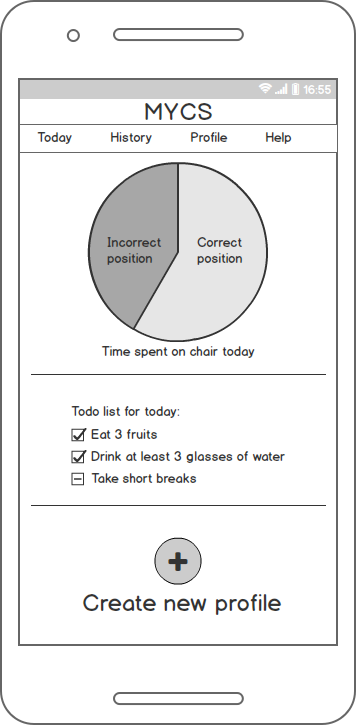 16:55
MYCS
Today History Profile Help
Incorrect
position
Correct
position
Time spent on chair today
Todo list for today:
Eat 3 fruits
Drink at least 3 glasses of water
Take short breaks
Create new profile